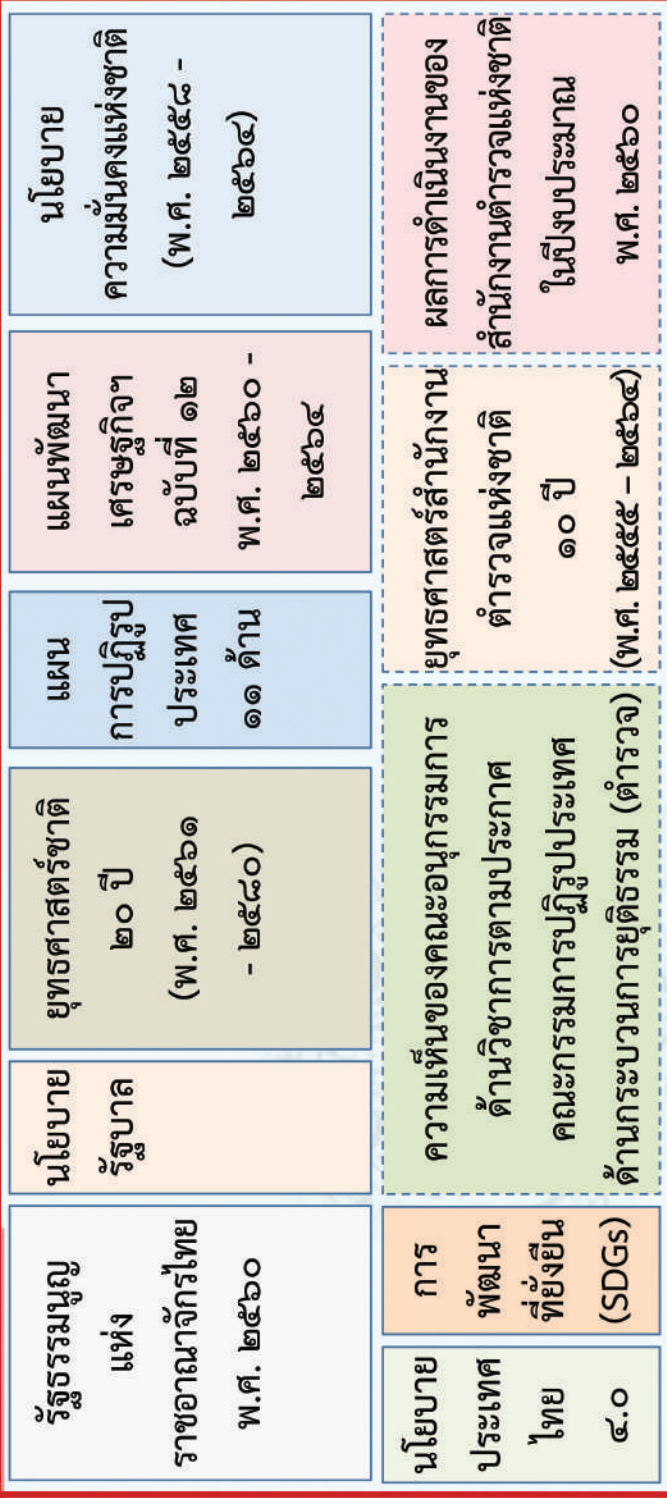 รัฐธรรมนูญ
แห่ง
ราชอาณาจักรไทย
พ.ศ. ๒๕๖๐
นโยบาย
รัฐบาล
ยุทธศาสตร์ชาติ
๒๐ ปี
(พ.ศ. ๒๕๖๑
- ๒๕๘๐)
แผน
การปฏิรูป
ประเทศ
๑๑ ด้าน
แผนพัฒนา
เศรษฐกิจฯ
ฉบับที่ ๑๒
พ.ศ. ๒๕๖๐ -
๒๕๖๔
นโยบาย
ความมั่นคงแห่งชาติ
(พ.ศ. ๒๕๕๘ -
๒๕๖๔)
นโยบาย
ประเทศ
ไทย
๔.๐
การ
พัฒนา
ที่ยั่งยืน
(SDGs)
ความเห็นของคณะอนุกรรมการ
ด้านวิชาการตามประกาศ
คณะกรรมการปฏิรูปประเทศ
ด้านกระบวนการยุติธรรม (ตำรวจ)
ยุทธศาสตร์สำนักงาน
ตำรวจแห่งชาติ
๑๐ ปี
(พ.ศ. ๒๕๕๕ – ๒๕๖๔)
ผลการดำเนินงานของ
สำนักงานตำรวจแห่งชาติ
ในปีงบประมาณ
พ.ศ. ๒๕๖๐